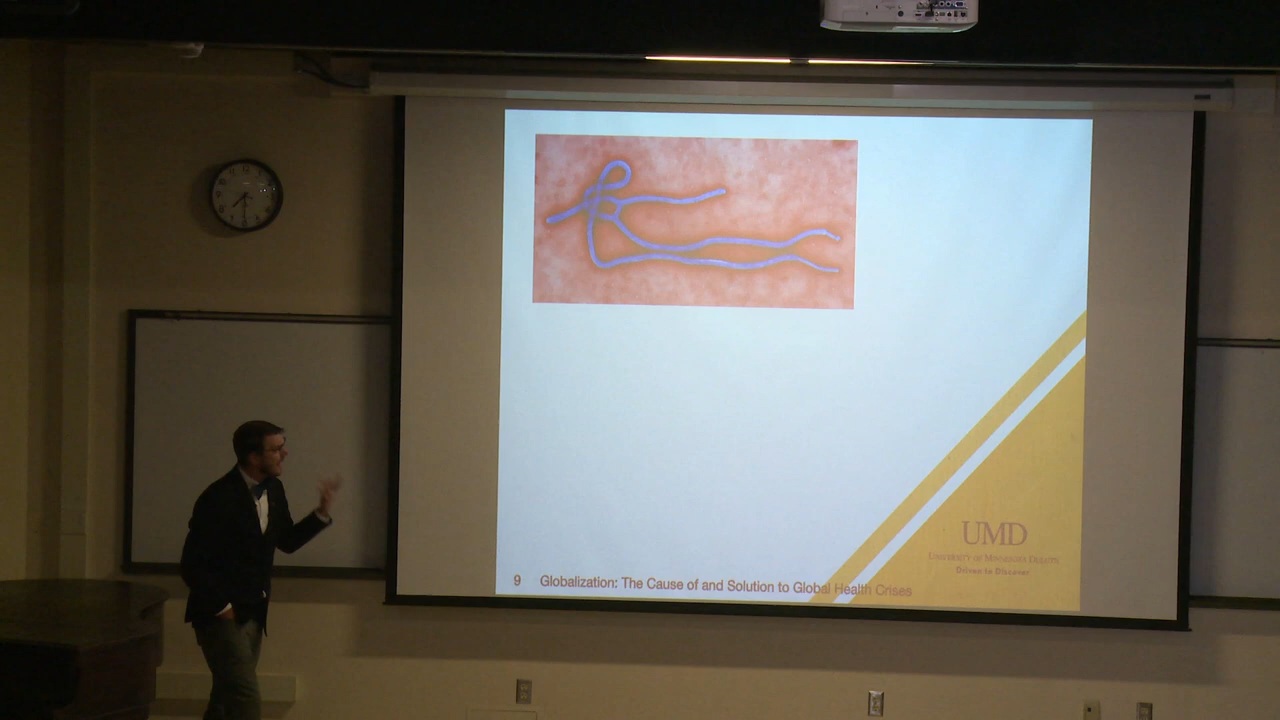 UMD
UNIVERSITY OF MINNESOTA DULUTH
Driven to Discover
9 Globalization: The Cause of and Solution to Global Health Crises